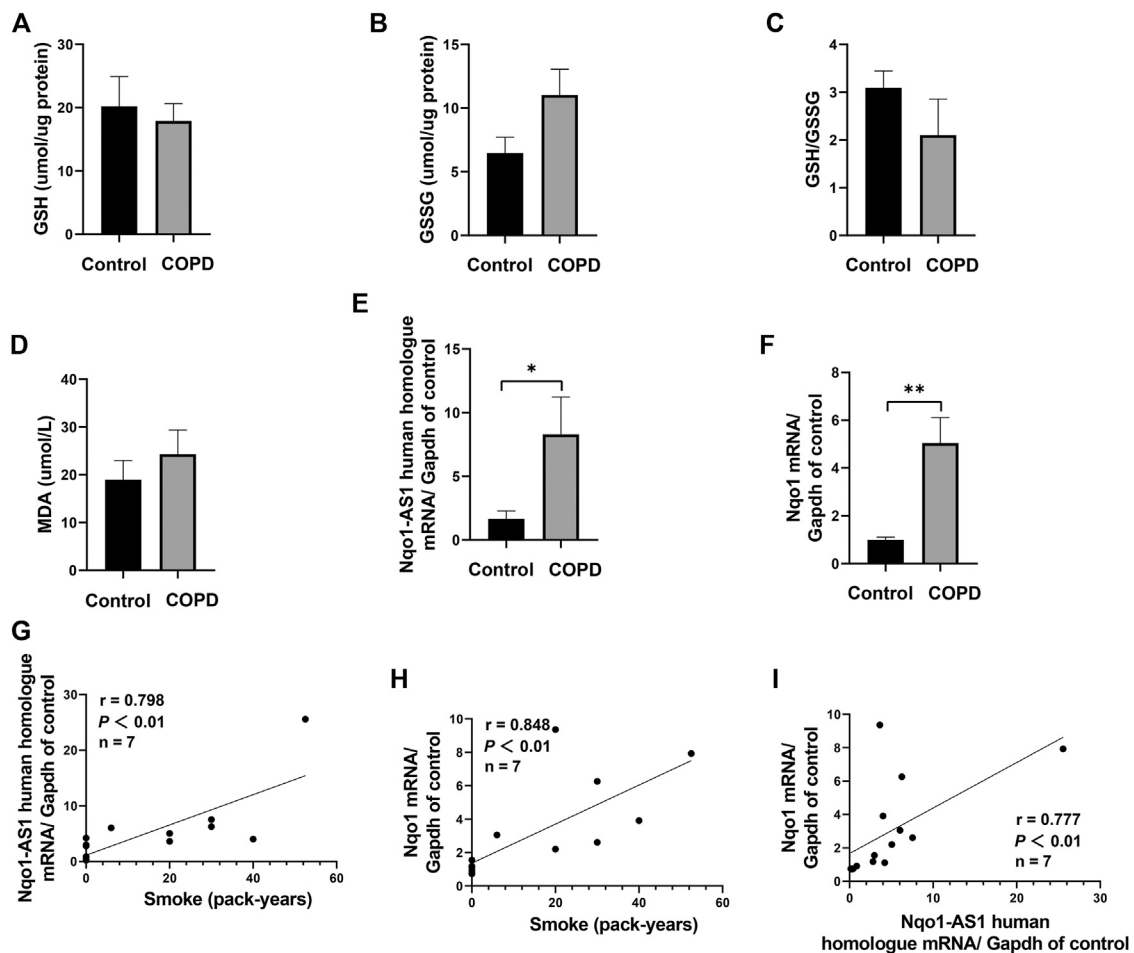 A
GSH (umol/ug protein)
30
20
10
0
Control COPD
B
GSSG (umol/ug protein)
15
10
5
0
Control COPD
C
GSH/GSSG
4
3
2
1
0
Control COPD
D
MDA (umol/L)
40
30
20
10
0
Control COPD
E
Nqo1-AS1 human homologue
mRNA/ Gapdh of control
15
10
5
0
*
Control COPD
F
Nqo1 mRNA/
Gapdh of control
8
6
4
2
0
**
Control COPD
G
Nqo1-AS1 human homologue
mRNA/ Gapdh of control
30
20
10
0
r = 0.798
P < 0.01
n = 7
0 20 40 60
Smoke (pack-years)
H
Nqo1 mRNA/
Gapdh of control
10
8
6
4
2
0
r = 0.848
P < 0.01
n = 7
0 20 40 60
Smoke (pack-years)
I
Nqo1 mRNA/
Gapdh of control
10
8
6
4
2
0
r = 0.777
P < 0.01
n = 7
0 10 20 30
Nqo1-AS1 human
homologue mRNA/ Gapdh of control